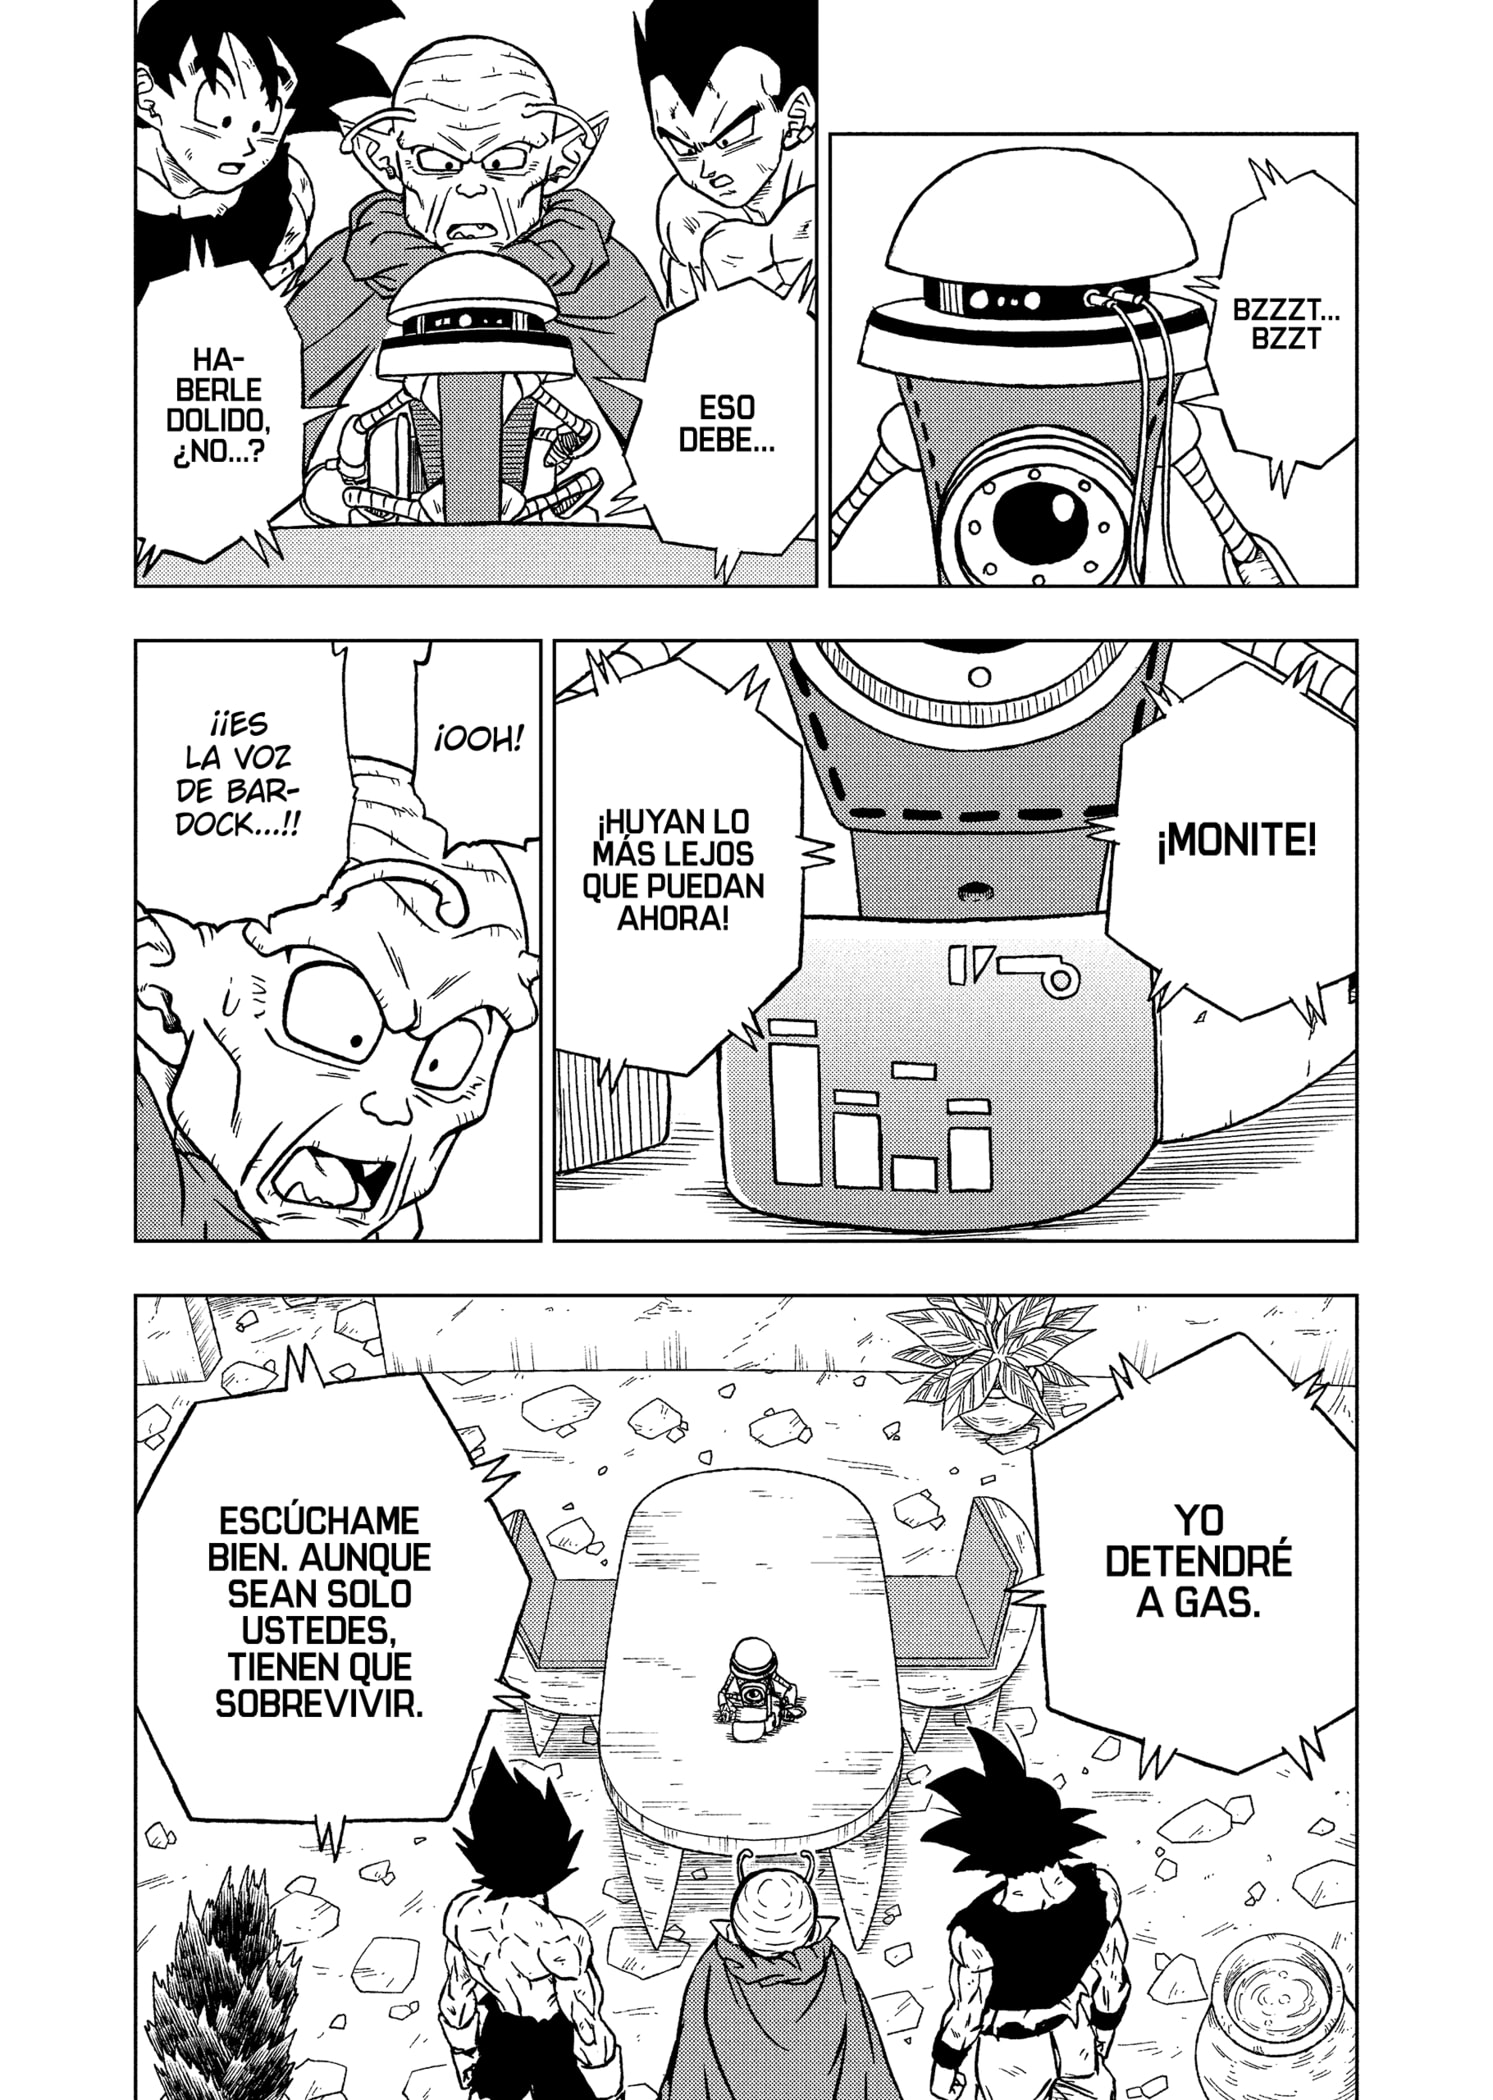 BZZZT...
BZZT
ESO
DEBE...
HA-
BERLE
DOLIDO,
¿NO...?
¡MONITE!
¡HUYAN LO
MÁS LEJOS
QUE PUEDAN
AHORA!
¡OOH!
¡¡ES
LA VOZ
DE BAR-
DOCK...!!
YO
DETENDRÉ
A GAS.
ESCÚCHAME
BIEN. AUNQUE
SEAN SOLO
USTEDES,
TIENEN QUE
SOBREVIVIR.